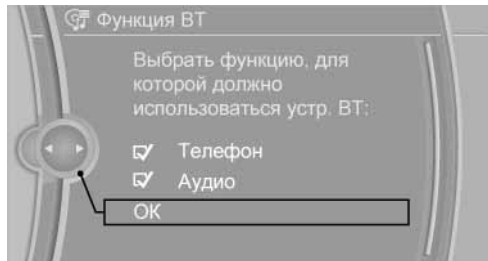 Функция BT
Выбрать функцию, для
которой должно
использоваться устр. BT:
Телефон
Аудио
OK